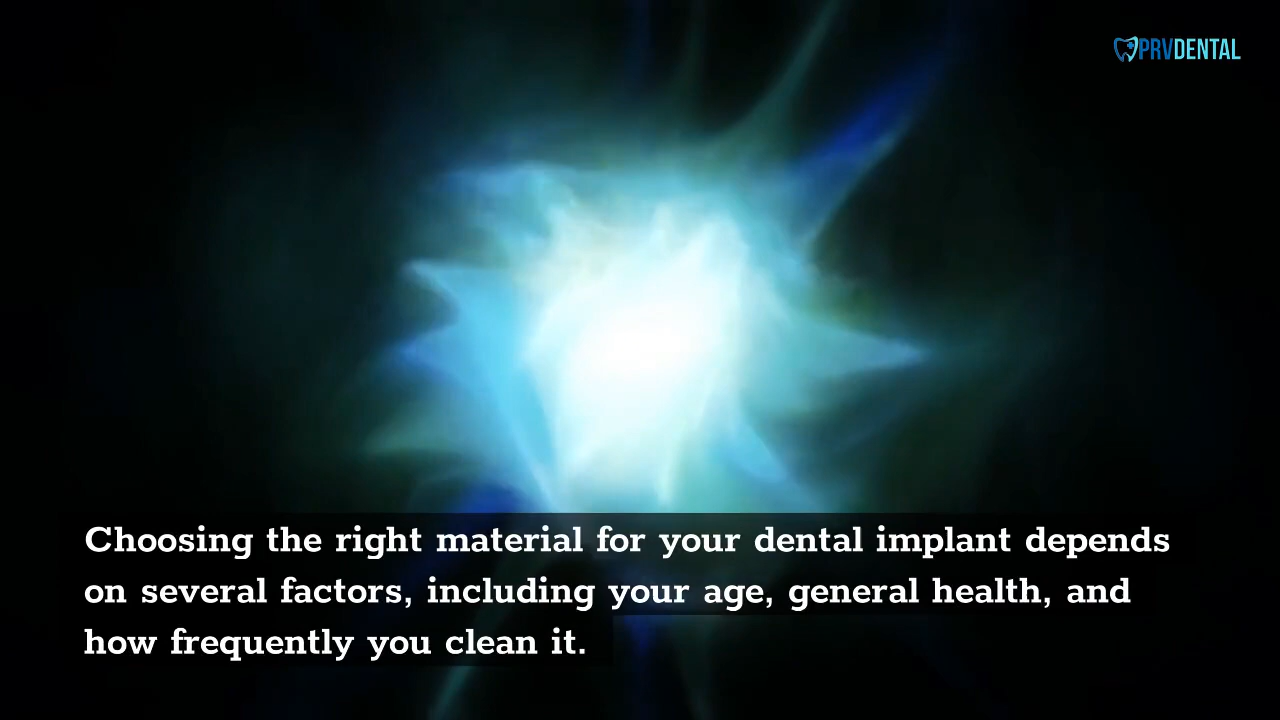 PRVDENTAL
Choosing the right material for your dental implant depends
on several factors, including your age, general health, and
how frequently you clean it.